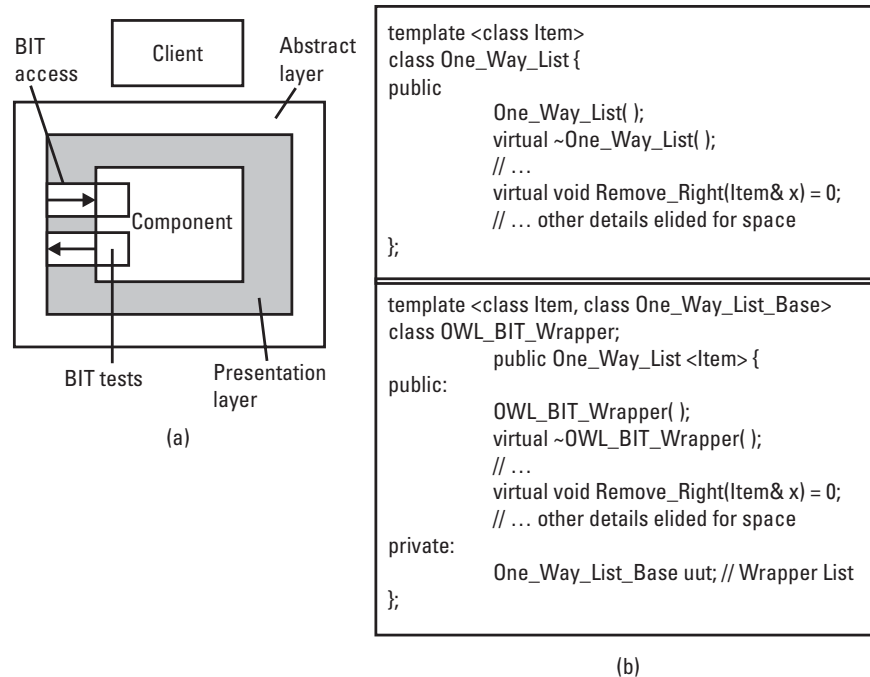 BIT
access
Client
Abstract
layer
Component
BIT tests
Presentation
layer
(a)
template <class Item>
class One_Way_List {
public
One_Way_List( );
virtual ~One_Way_List( );
// …
virtual void Remove_Right(Item& x) = 0;
// … other details elided for space
};
template <class Item, class One_Way_List_Base>
class OWL_BIT_Wrapper;
public One_Way_List <Item> {
public:
OWL_BIT_Wrapper( );
virtual ~OWL_BIT_Wrapper( );
// …
virtual void Remove_Right(Item& x) = 0;
// … other details elided for space
private:
One_Way_List_Base uut; // Wrapper List
};
(b)